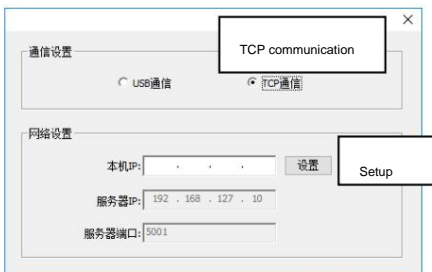 TCP communication
通信设置
USB通信
TCP通信
网络设置
本机IP: . . .
设置
Setup
服务器IP: 192 . 168 . 127 . 10
服务器端口: 5001